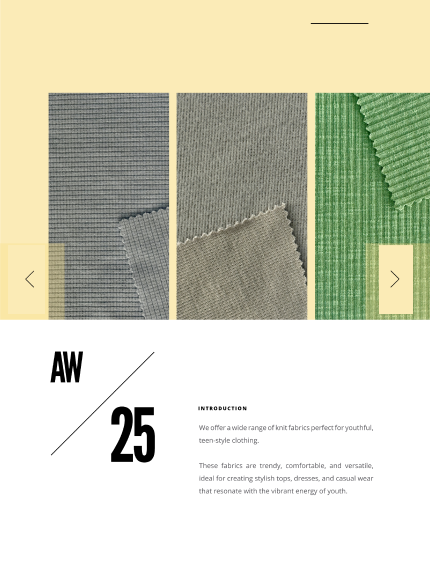 AW
25
INTRODUCTION
We offer a wide range of knit fabrics perfect for youthful,
teen-style clothing.
These fabrics are trendy, comfortable, and versatile,
ideal for creating stylish tops, dresses, and casual wear
that resonate with the vibrant energy of youth.